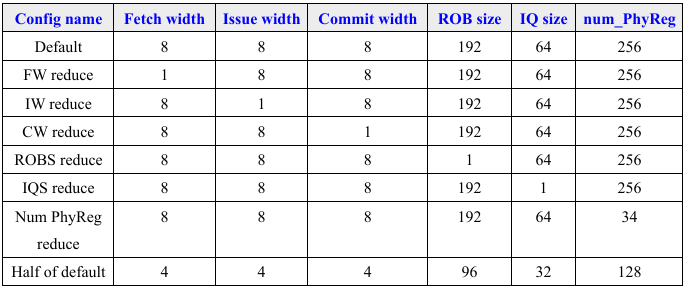 Config name Fetch width Issue width Commit width ROB size IQ size num_PhyReg
Default 8 8 8 192 64 256
FW reduce 1 8 8 192 64 256
IW reduce 8 1 8 192 64 256
CW reduce 8 8 1 192 64 256
ROBS reduce 8 8 8 1 64 256
IQS reduce 8 8 8 192 1 256
Num PhyReg 8 8 8 192 64 34
reduce
Half of default 4 4 4 96 32 128